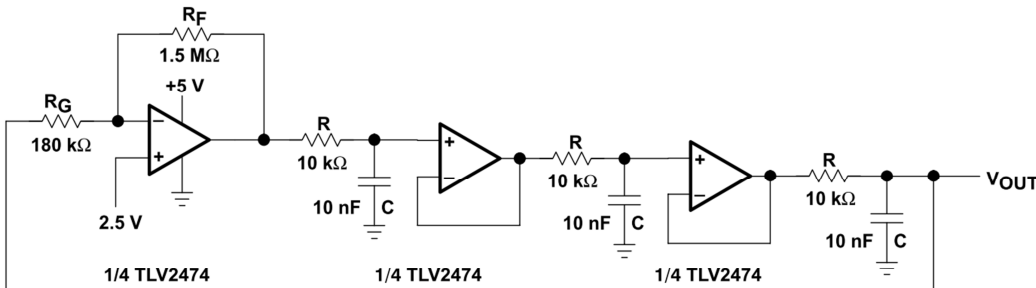 RF
1.5 MΩ
+5 V
RG
180 kΩ
−
+
2.5 V
1/4 TLV2474
R
10 kΩ
10 nF
C
+
−
1/4 TLV2474
R
10 kΩ
10 nF
C
+
−
1/4 TLV2474
R
10 kΩ
10 nF
C
VOUT